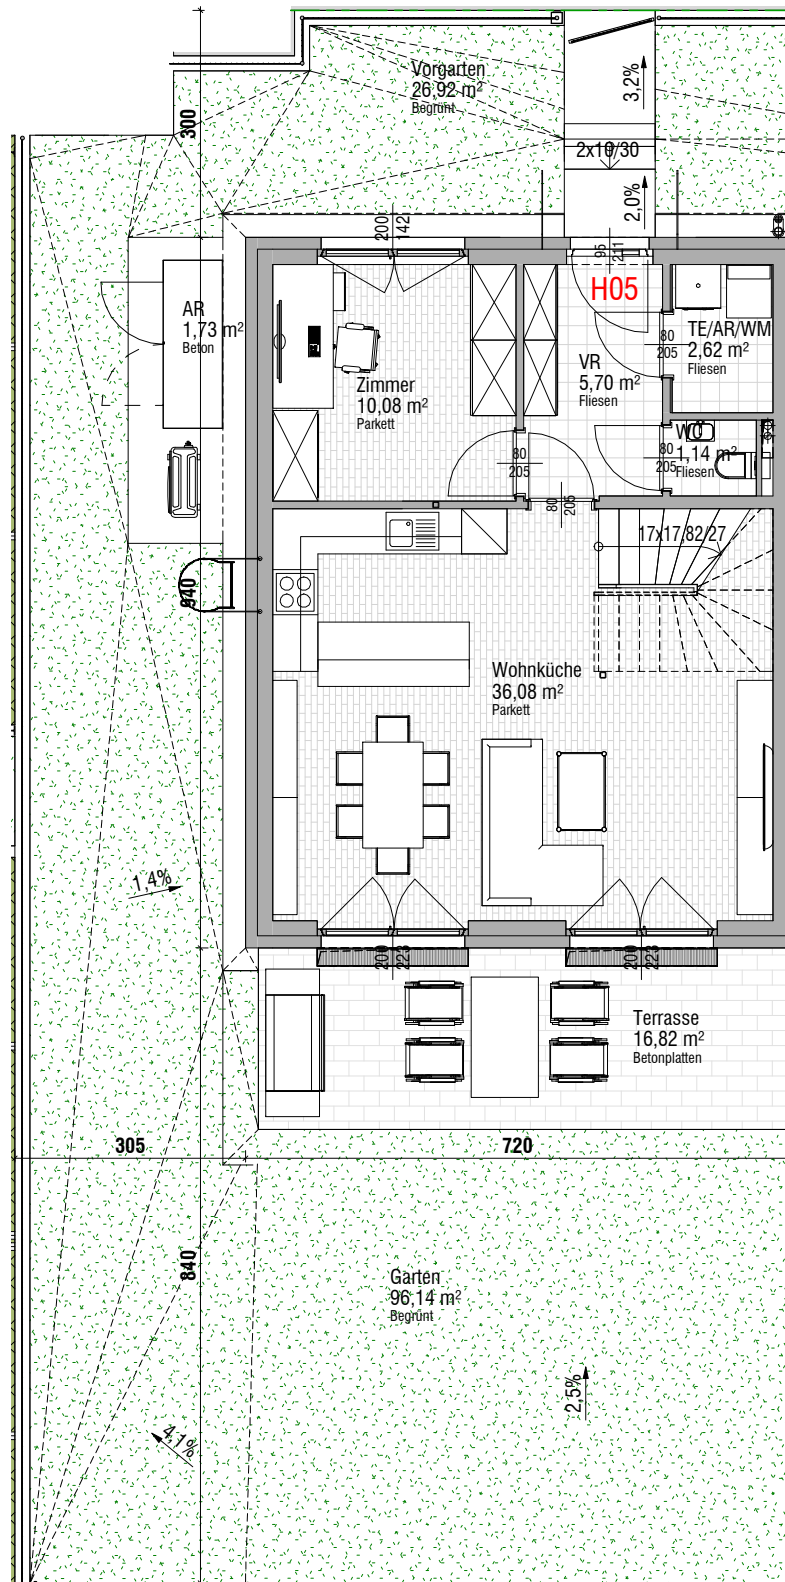 Vorgarten
26,92 m²
Begrünt
3,2%
300
2x10/30
2,0%
200
142
95
211
H05
AR
1,73 m²
Beton
TE/AR/WM
2,62 m²
Fliesen
80
205
VR
5,70 m²
Fliesen
Zimmer
10,08 m²
Parkett
WC
1,14 m²
Fliesen
80
205
80
205
80
205
17x17,82/27
940
Wohnküche
36,08 m²
Parkett
1,4%
200
223
200
223
Terrasse
16,82 m²
Betonplatten
305
720
840
Garten
96,14 m²
Begrünt
2,5%
4,1%